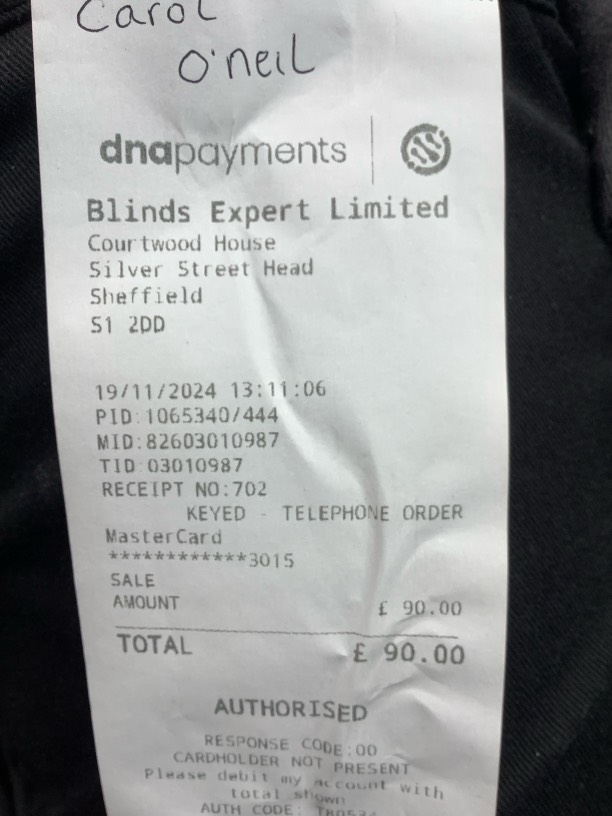 Carol
O'neil
dnapayments
Blinds Expert Limited
Courtwood House
Silver Street Head
Sheffield
S1 2DD
19/11/2024 13:11:06
PID:1065340/444
MID:82603010987
TID:03010987
RECEIPT NO:702
KEYED - TELEPHONE ORDER
MasterCard
************3015
SALE
AMOUNT £ 90.00
TOTAL £ 90.00
AUTHORISED
RESPONSE CODE:00
CARDHOLDER NOT PRESENT
Please debit my account with
total shown
AUTH CODE: